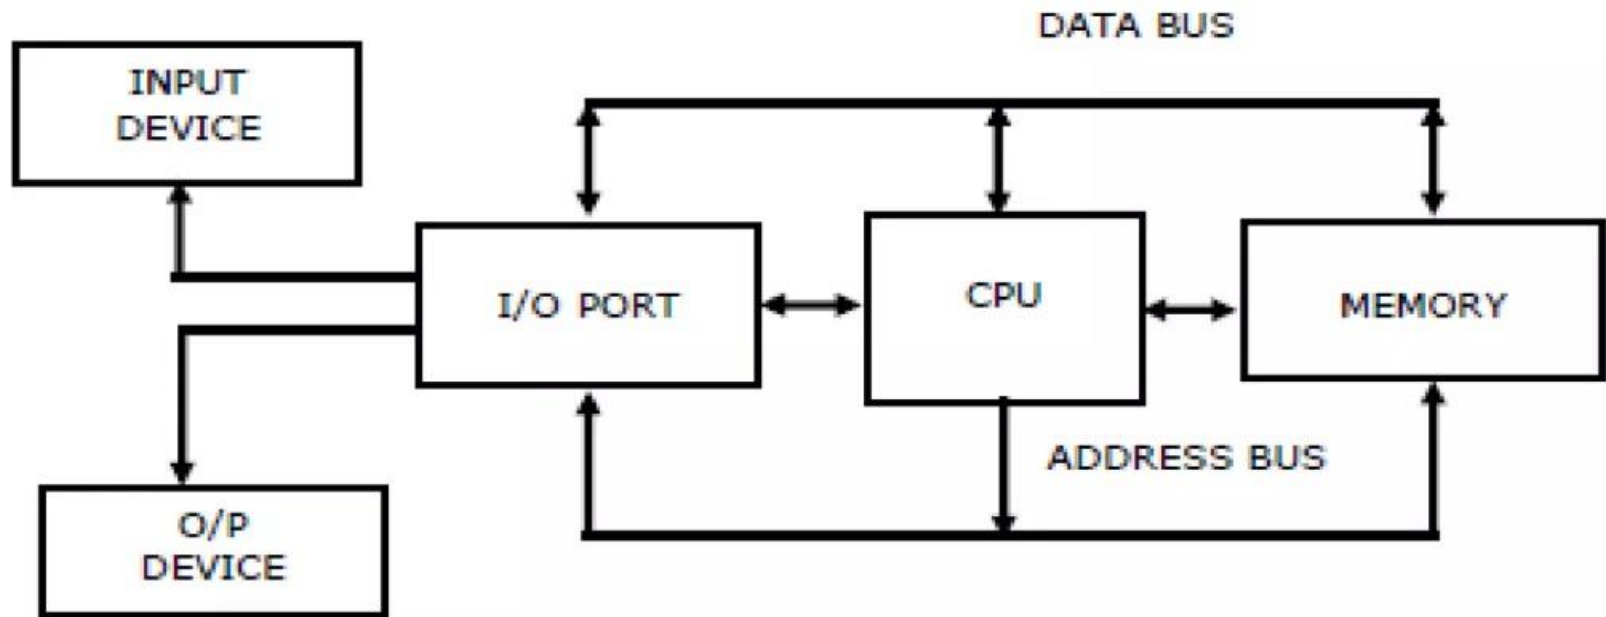 DATA BUS
INPUT
DEVICE
I/O PORT
CPU
MEMORY
ADDRESS BUS
O/P
DEVICE